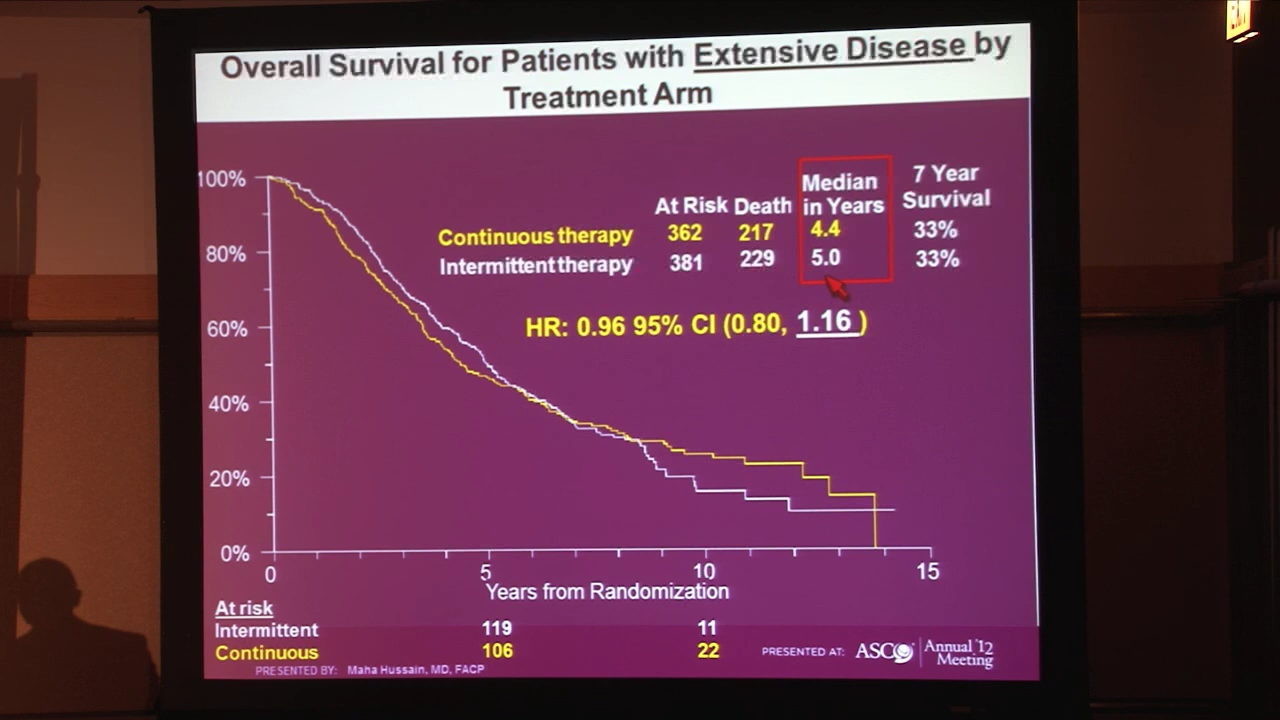 EXIT
Overall Survival for Patients with Extensive Disease by
Treatment Arm
At Risk Death Median in Years 7 Year Survival
Continuous therapy 362 217 4.4 33%
Intermittent therapy 381 229 5.0 33%
HR: 0.96 95% CI (0.80, 1.16 )
100%
80%
60%
40%
20%
0%
0 5 10 15
Years from Randomization
At risk
Intermittent 119 11
Continuous 106 22
PRESENTED BY: Maha Hussain, MD, FACP
PRESENTED AT: ASCO Annual '12
Meeting